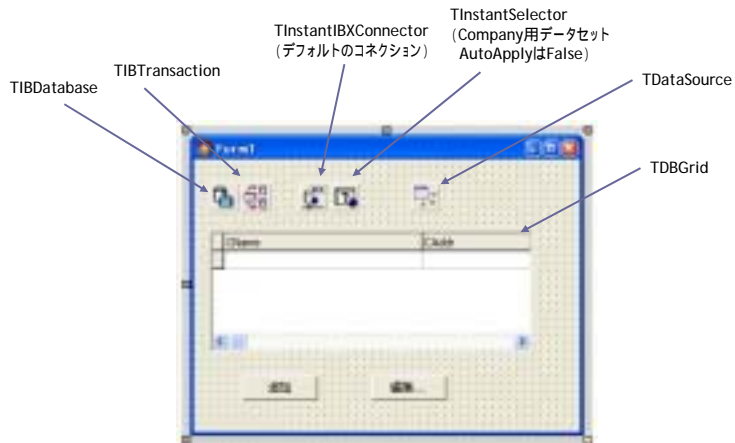 TInstantIBXConnector
(デフォルトのコネクション)
TInstantSelector
(Company用データセット
AutoApplyはFalse)
TIBTransaction
TIBDatabase
TDataSource
Form1
TDBGrid
CName